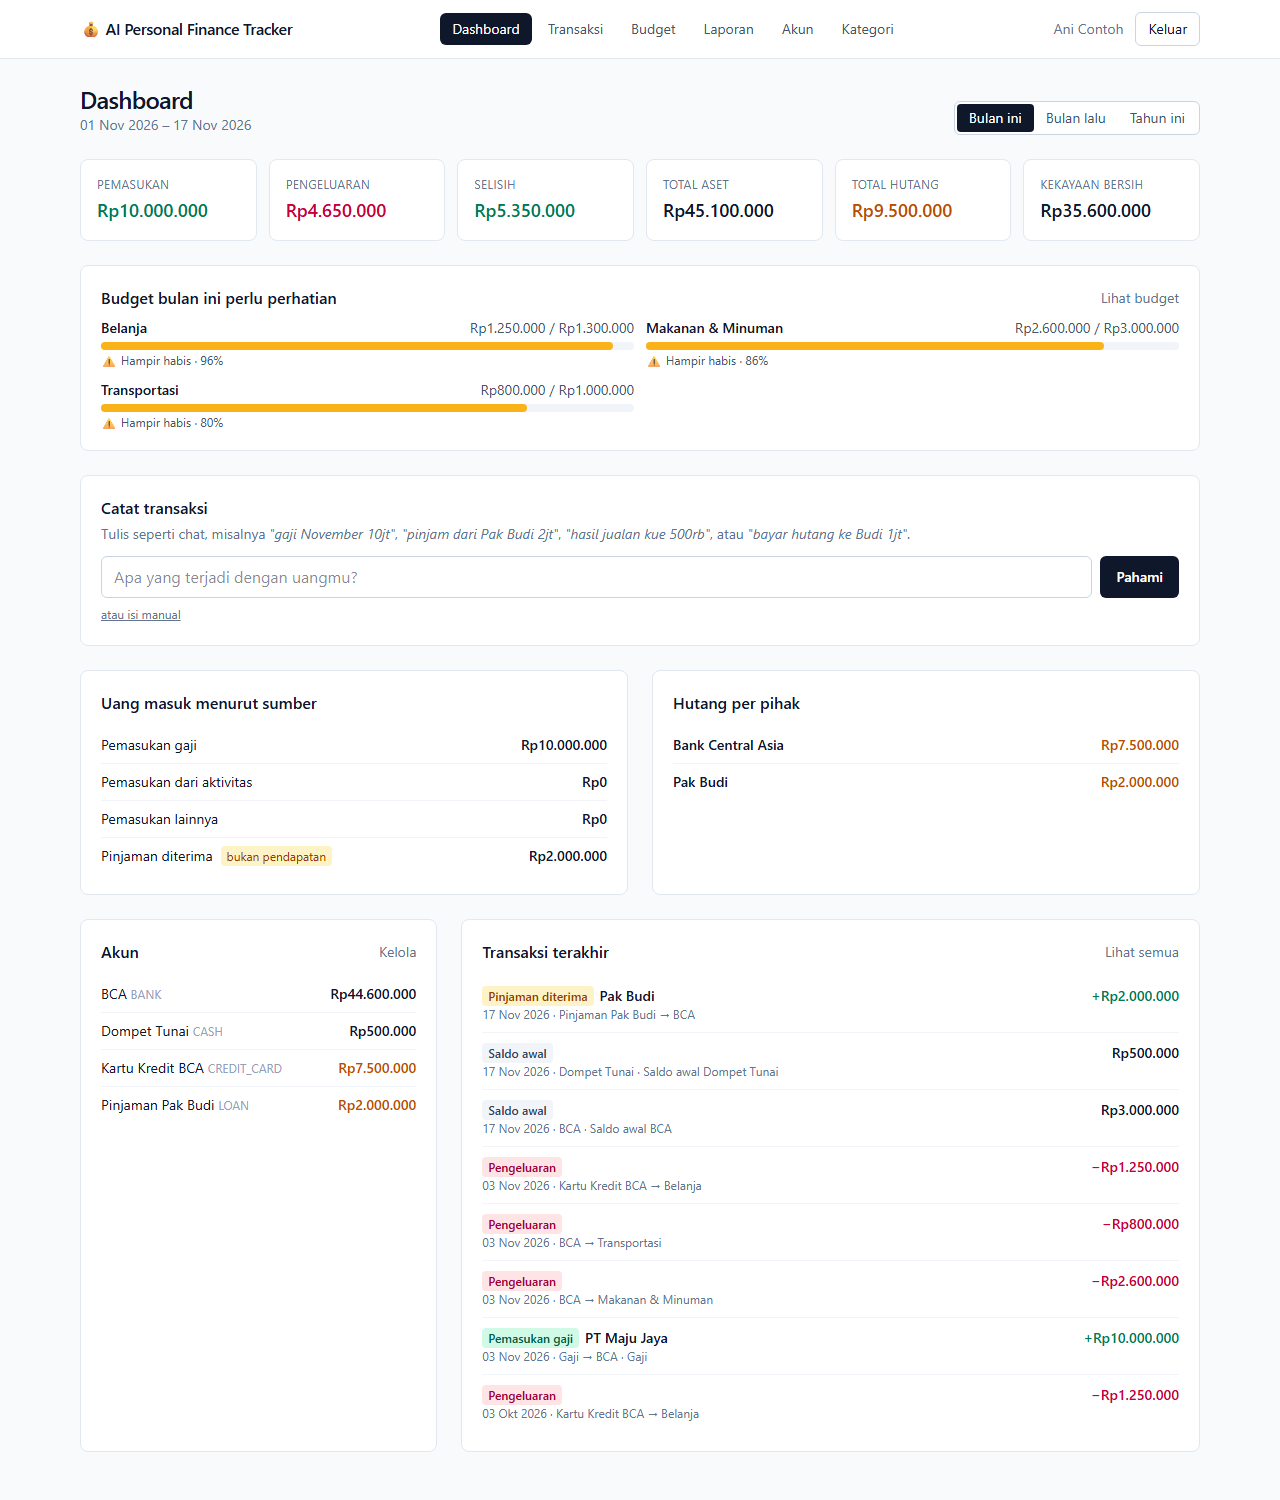 AI Personal Finance Tracker
Dashboard
Transaksi
Budget
Laporan
Akun
Kategori
Ani Contoh
Keluar
Dashboard
01 Nov 2026 – 17 Nov 2026
Bulan ini
Bulan lalu
Tahun ini
PEMASUKAN
Rp10.000.000
PENGELUARAN
Rp4.650.000
SELISIH
Rp5.350.000
TOTAL ASET
Rp45.100.000
TOTAL HUTANG
Rp9.500.000
KEKAYAAN BERSIH
Rp35.600.000
Budget bulan ini perlu perhatian
Lihat budget
Belanja
Rp1.250.000 / Rp1.300.000
Hampir habis · 96%
Makanan & Minuman
Rp2.600.000 / Rp3.000.000
Hampir habis · 86%
Transportasi
Rp800.000 / Rp1.000.000
Hampir habis · 80%
Catat transaksi
Tulis seperti chat, misalnya "gaji November 10jt", "pinjam dari Pak Budi 2jt", "hasil jualan kue 500rb", atau "bayar hutang ke Budi 1jt".
Apa yang terjadi dengan uangmu?
Pahami
atau isi manual
Uang masuk menurut sumber
Pemasukan gaji
Rp10.000.000
Pemasukan dari aktivitas
Rp0
Pemasukan lainnya
Rp0
Pinjaman diterima bukan pendapatan
Rp2.000.000
Hutang per pihak
Bank Central Asia
Rp7.500.000
Pak Budi
Rp2.000.000
Akun
Kelola
BCA BANK
Rp44.600.000
Dompet Tunai CASH
Rp500.000
Kartu Kredit BCA CREDIT_CARD
Rp7.500.000
Pinjaman Pak Budi LOAN
Rp2.000.000
Transaksi terakhir
Lihat semua
Pinjaman diterima Pak Budi
+Rp2.000.000
17 Nov 2026 · Pinjaman Pak Budi → BCA
Saldo awal
Rp500.000
17 Nov 2026 · Dompet Tunai · Saldo awal Dompet Tunai
Saldo awal
Rp3.000.000
17 Nov 2026 · BCA · Saldo awal BCA
Pengeluaran
−Rp1.250.000
03 Nov 2026 · Kartu Kredit BCA → Belanja
Pengeluaran
−Rp800.000
03 Nov 2026 · BCA → Transportasi
Pengeluaran
−Rp2.600.000
03 Nov 2026 · BCA → Makanan & Minuman
Pemasukan gaji PT Maju Jaya
+Rp10.000.000
03 Nov 2026 · Gaji → BCA · Gaji
Pengeluaran
−Rp1.250.000
03 Okt 2026 · Kartu Kredit BCA → Belanja